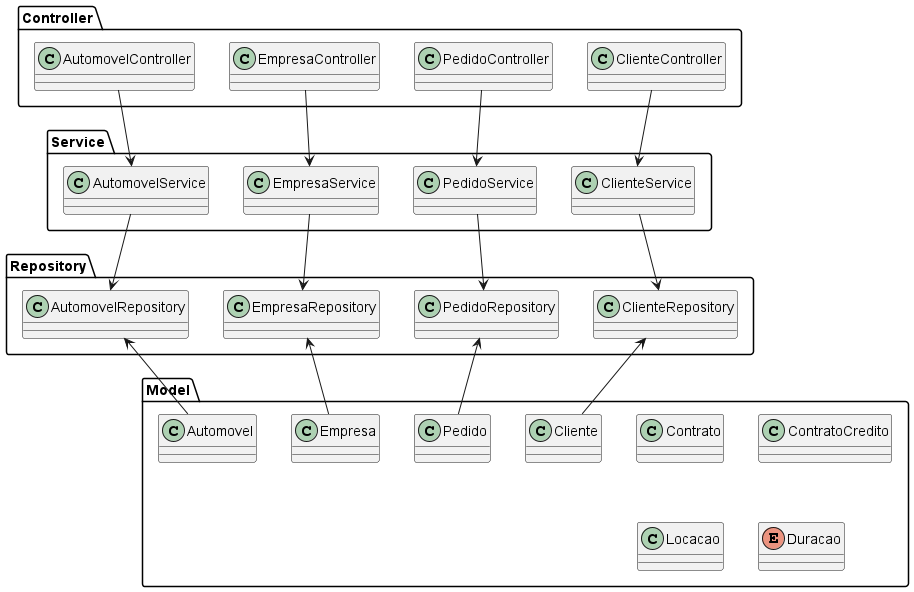 Controller
C AutomovelController
C EmpresaController
C PedidoController
C ClienteController
Service
C AutomovelService
C EmpresaService
C PedidoService
C ClienteService
Repository
C AutomovelRepository
C EmpresaRepository
C PedidoRepository
C ClienteRepository
Model
C Automovel
C Empresa
C Pedido
C Cliente
C Contrato
C ContratoCredito
C Locacao
E Duracao